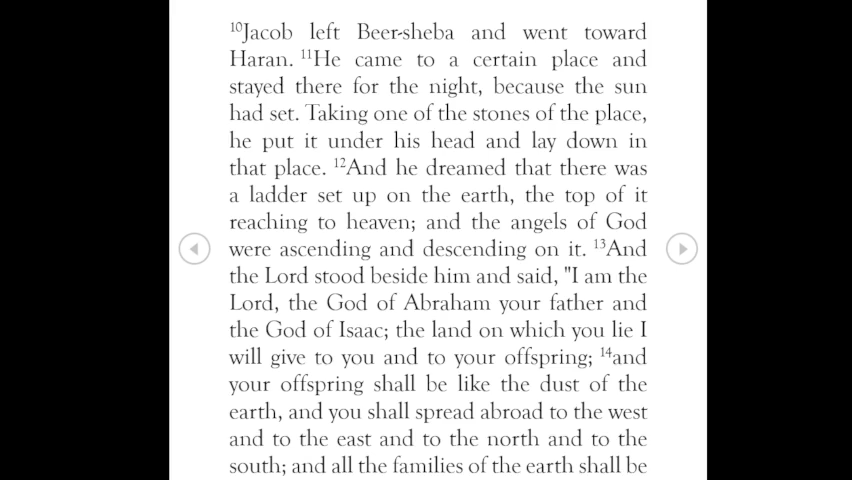 ¹⁰Jacob left Beer-sheba and went toward
Haran. ¹¹He came to a certain place and
stayed there for the night, because the sun
had set. Taking one of the stones of the place,
he put it under his head and lay down in
that place. ¹²And he dreamed that there was
a ladder set up on the earth, the top of it
reaching to heaven; and the angels of God
were ascending and descending on it. ¹³And
the Lord stood beside him and said, "I am the
Lord, the God of Abraham your father and
the God of Isaac; the land on which you lie I
will give to you and to your offspring; ¹⁴and
your offspring shall be like the dust of the
earth, and you shall spread abroad to the west
and to the east and to the north and to the
south; and all the families of the earth shall be